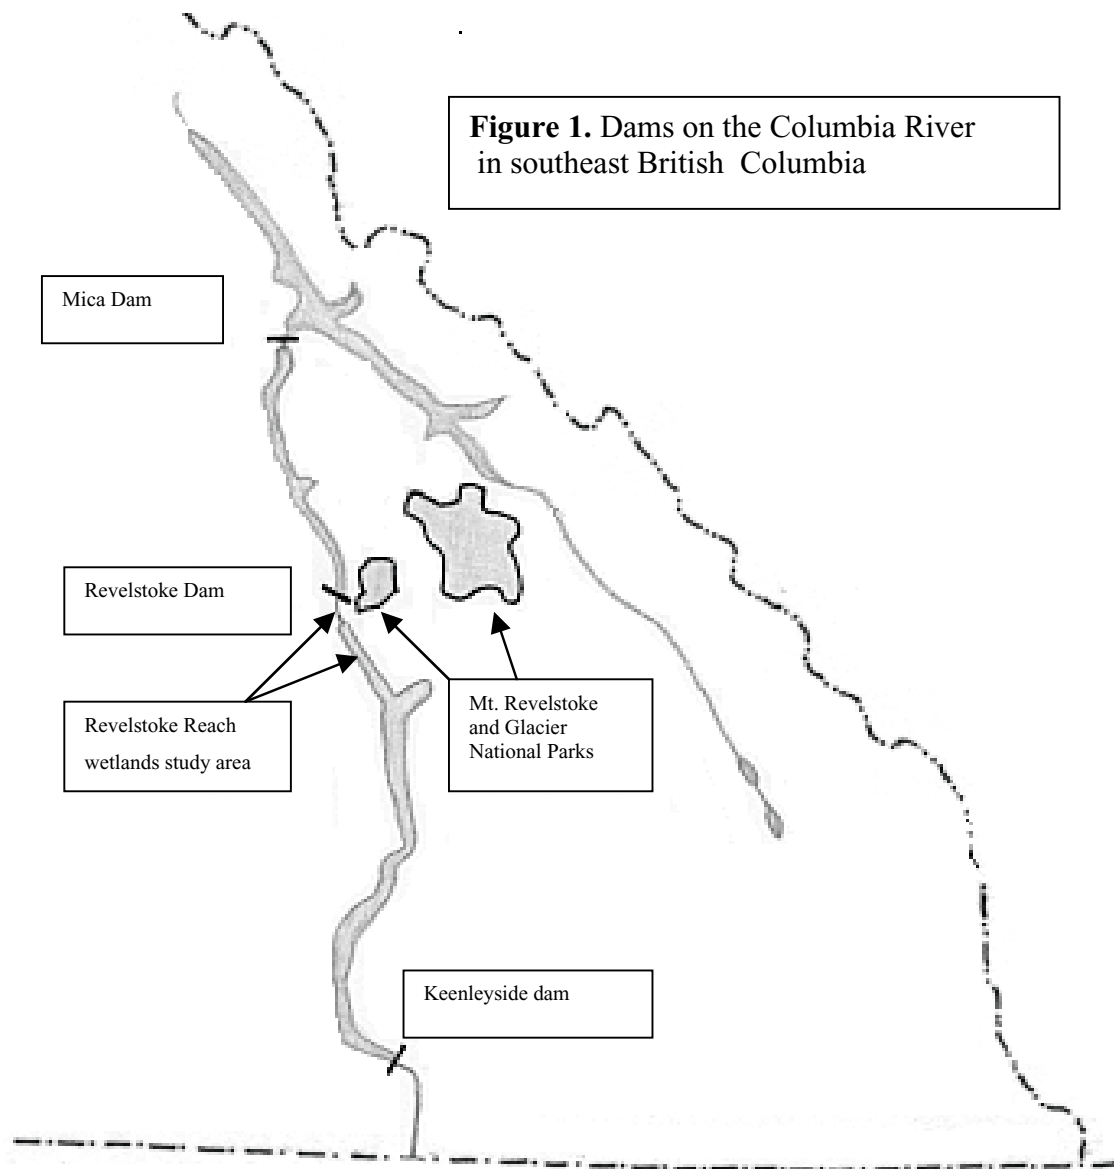 Figure 1. Dams on the Columbia River
in southeast British Columbia
Mica Dam
Revelstoke Dam
Revelstoke Reach
wetlands study area
Mt. Revelstoke
and Glacier
National Parks
Keenleyside dam